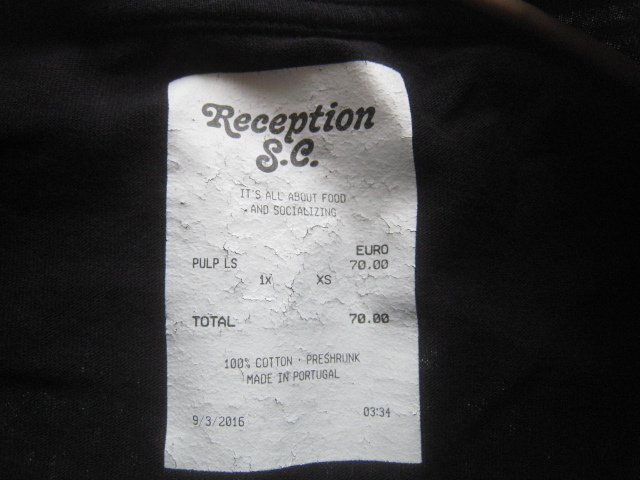 Reception
S.C.
IT'S ALL ABOUT FOOD
AND SOCIALIZING
EURO
PULP LS 70.00
1X XS
TOTAL 70.00
100% COTTON · PRESHRUNK
MADE IN PORTUGAL
9/3/2016 03:34